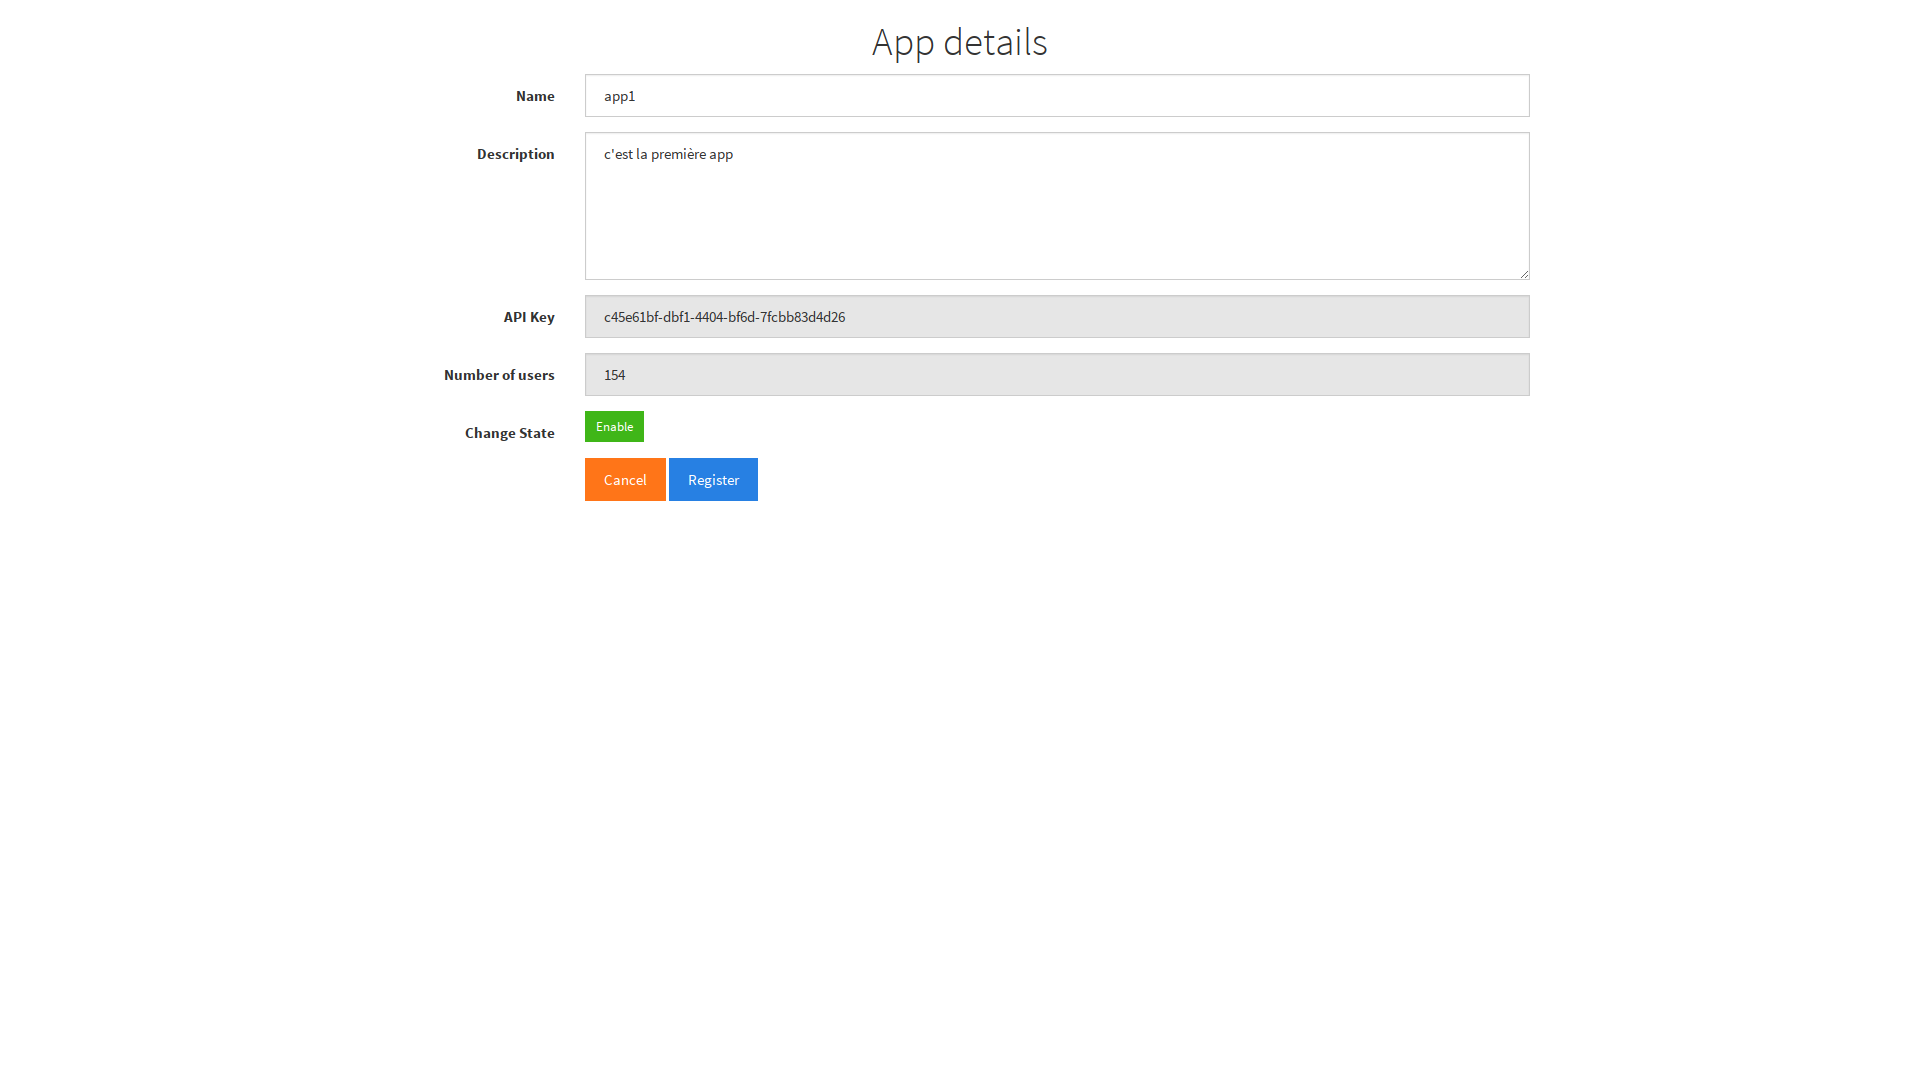 App details
Name
app1
Description
c'est la première app
API Key
c45e61bf-dbf1-4404-bf6d-7fcbb83d4d26
Number of users
154
Change State
Enable
Cancel Register